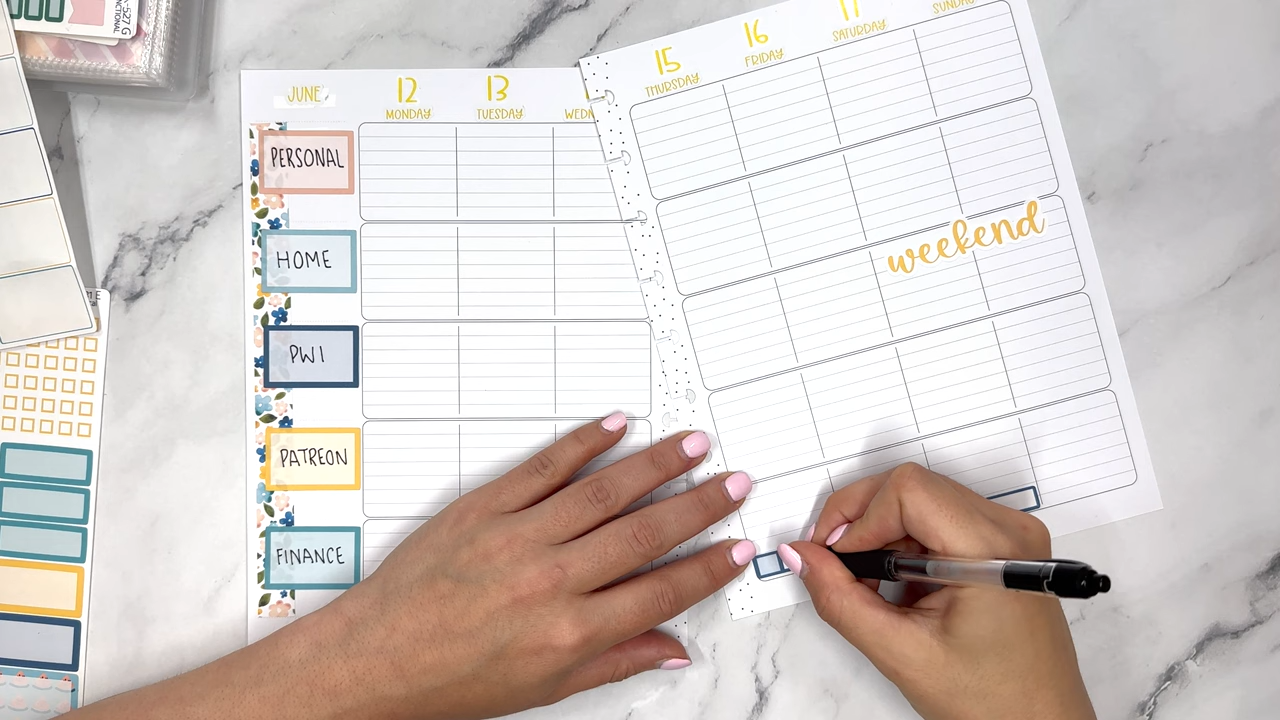 JUNE
12
MONDAY
13
TUESDAY
15
THURSDAY
16
FRIDAY
17
SATURDAY
SUNDAY
PERSONAL
HOME
PWI
PATREON
FINANCE
weekend